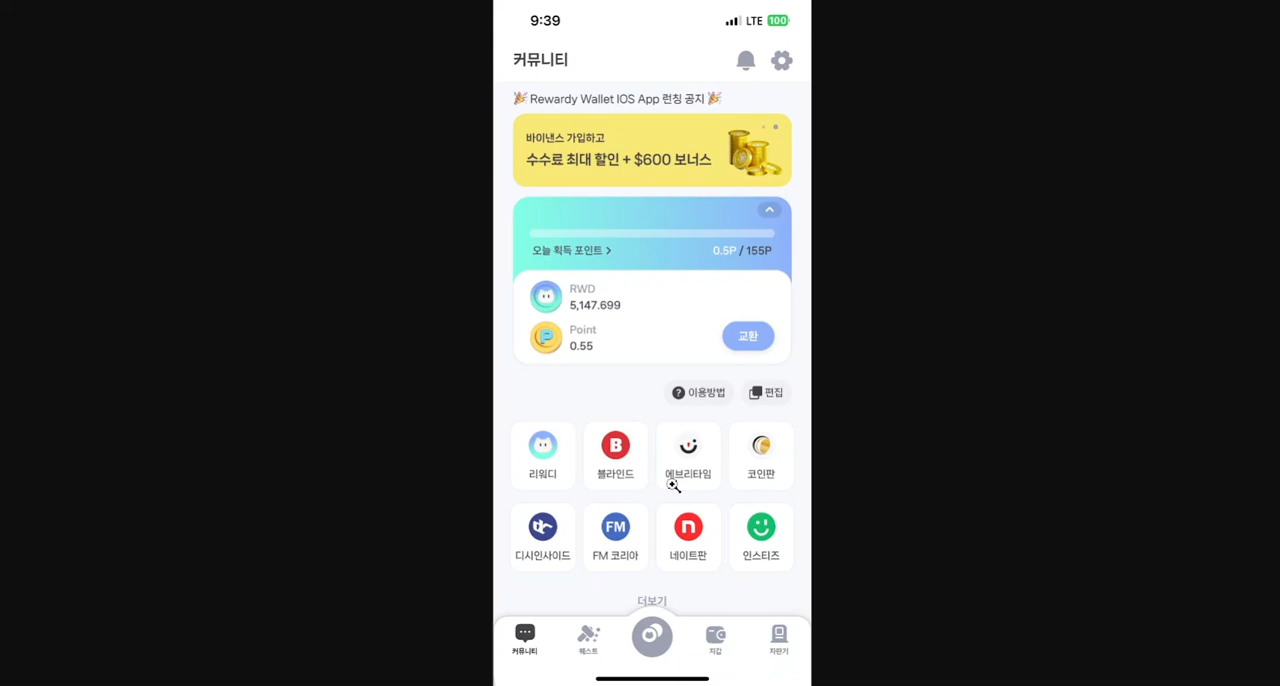 9:39
LTE 100
커뮤니티
Rewardy Wallet IOS App 런칭 공지
바이낸스 가입하고
수수료 최대 할인 + $600 보너스
오늘 획득 포인트 >
0.5P / 155P
RWD
5,147.699
Point
0.55
교환
? 이용방법
편집
리워디
B
블라인드
에브리타임
코인판
디시인사이드
FM
FM 코리아
n
네이트판
인스티즈
더보기
커뮤니티
퀘스트
지갑
자판기